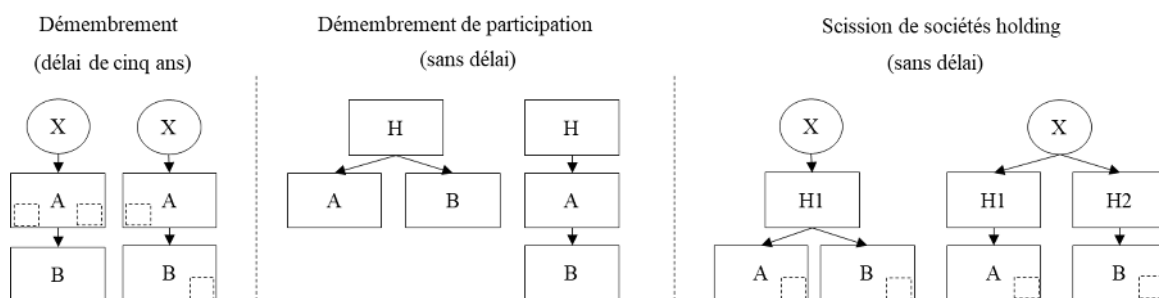 Démembrement
(délai de cinq ans)
X X
A A
B B
Démembrement de participation
(sans délai)
H H
A B A
B
Scission de sociétés holding
(sans délai)
X X
H1 H1 H2
A B A B